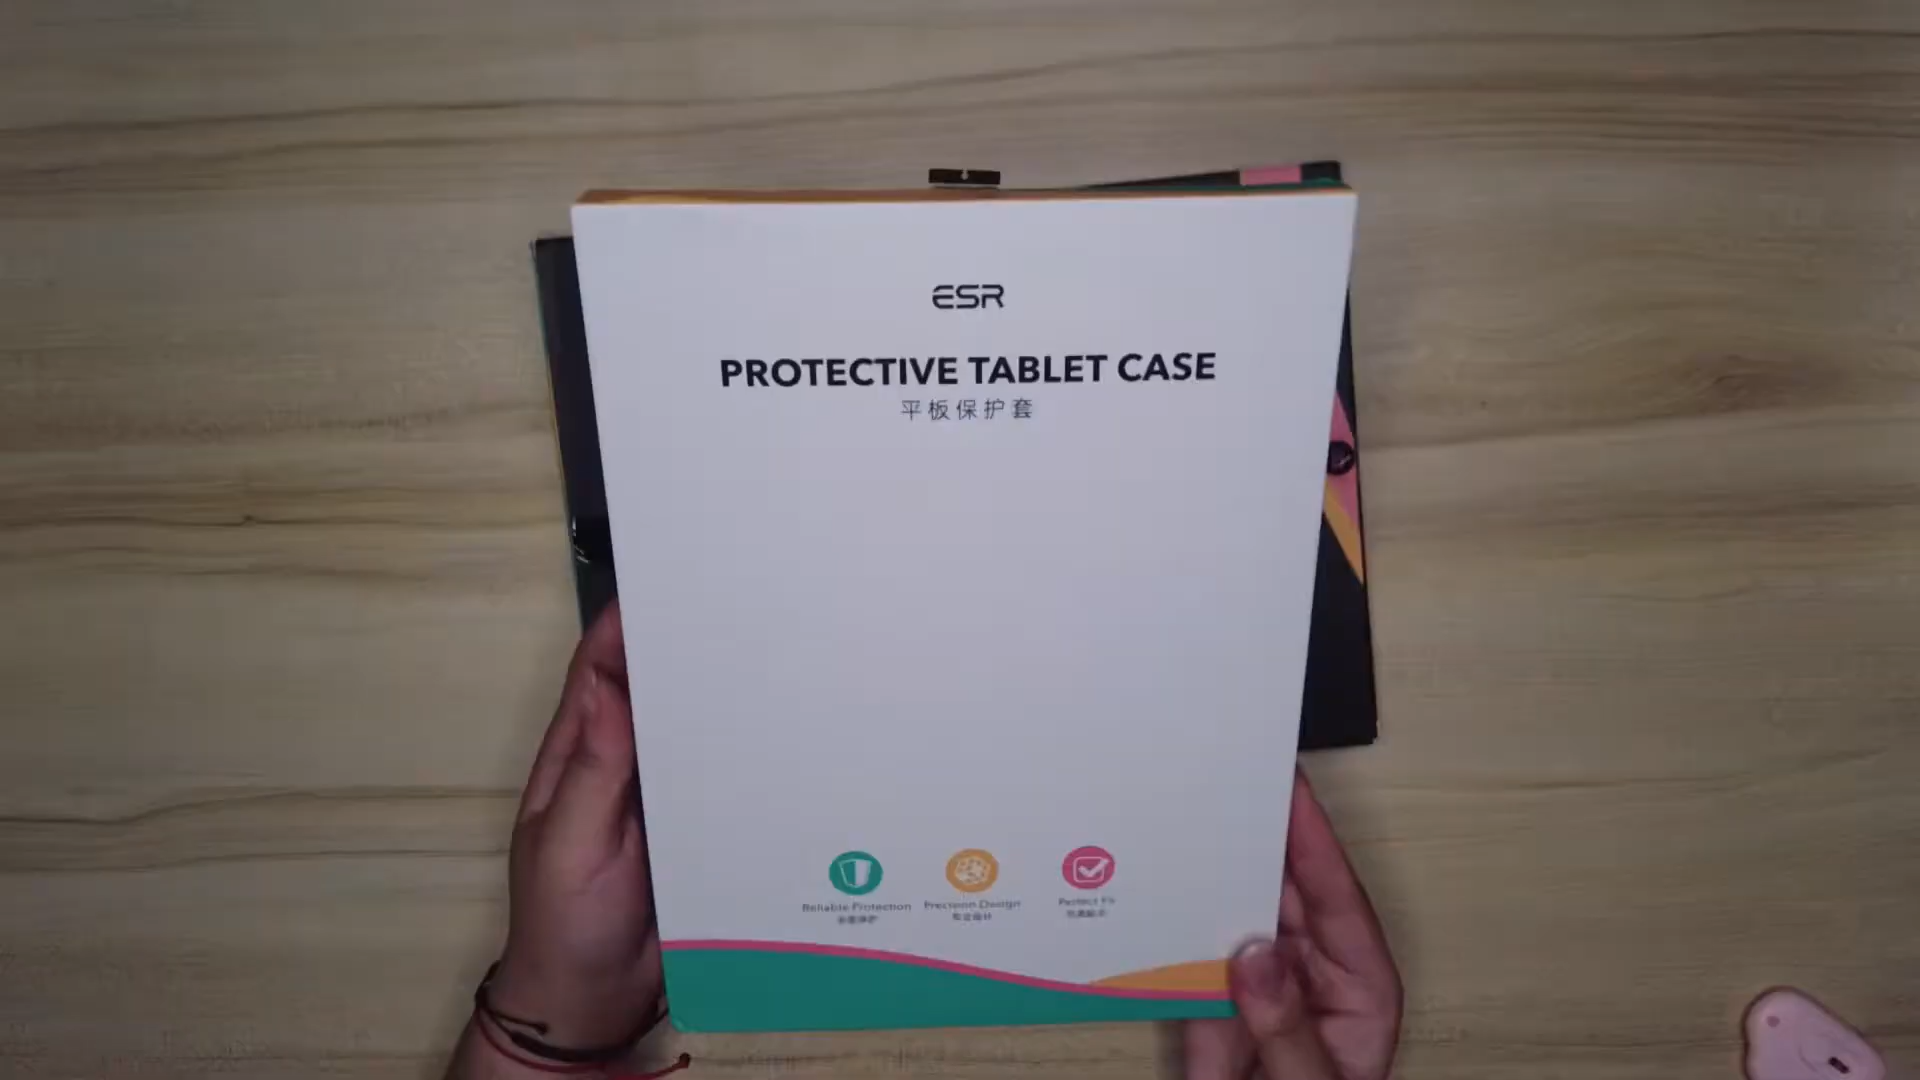 ESR
PROTECTIVE TABLET CASE
平板保护套
Reliable Protection
Precision Design
Perfect Fit